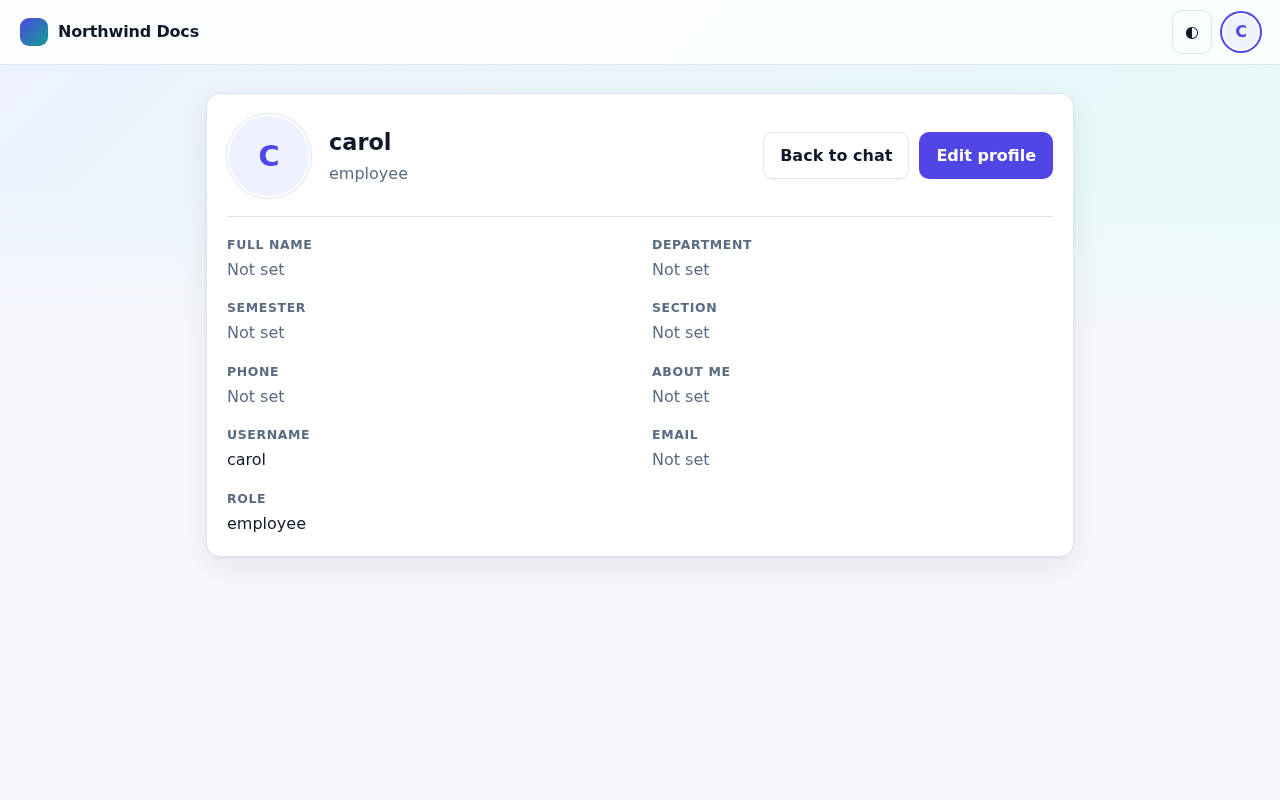 Northwind Docs
◐
C
C
carol
employee
Back to chat
Edit profile
FULL NAME
Not set
DEPARTMENT
Not set
SEMESTER
Not set
SECTION
Not set
PHONE
Not set
ABOUT ME
Not set
USERNAME
carol
EMAIL
Not set
ROLE
employee